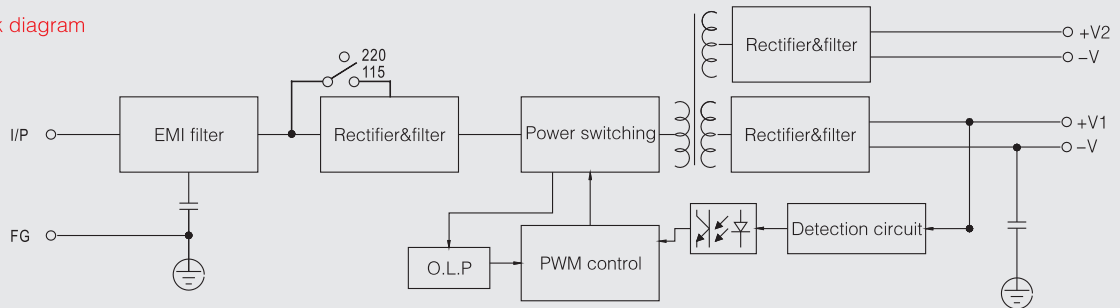 diagram
220
115
I/P
EMI filter
Rectifier&filter
Power switching
Rectifier&filter
+V2
-V
Rectifier&filter
+V1
-V
FG
O.L.P
PWM control
Detection circuit